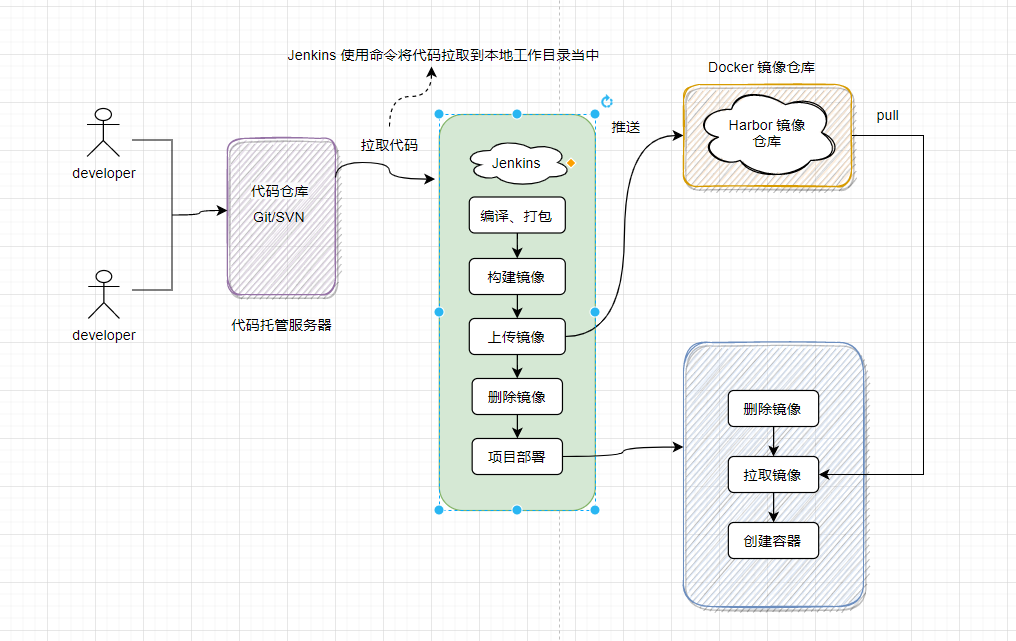 Jenkins 使用命令将代码拉取到本地工作目录当中
Docker 镜像仓库
Harbor 镜像
仓库
pull
推送
拉取代码
developer
代码仓库
Git/SVN
developer
代码托管服务器
Jenkins
编译、打包
构建镜像
上传镜像
删除镜像
项目部署
删除镜像
拉取镜像
创建容器